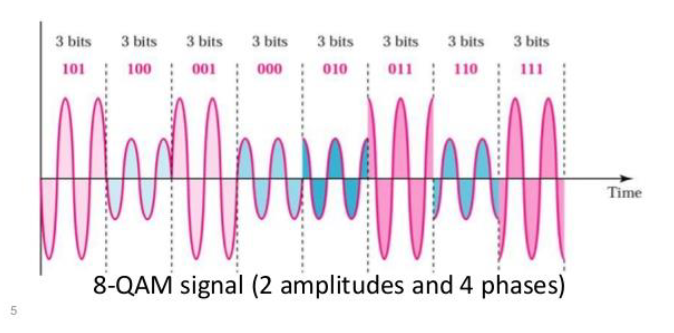 3 bits 3 bits 3 bits 3 bits 3 bits 3 bits 3 bits 3 bits
101 100 001 000 010 011 110 111
Time
8-QAM signal (2 amplitudes and 4 phases)
5